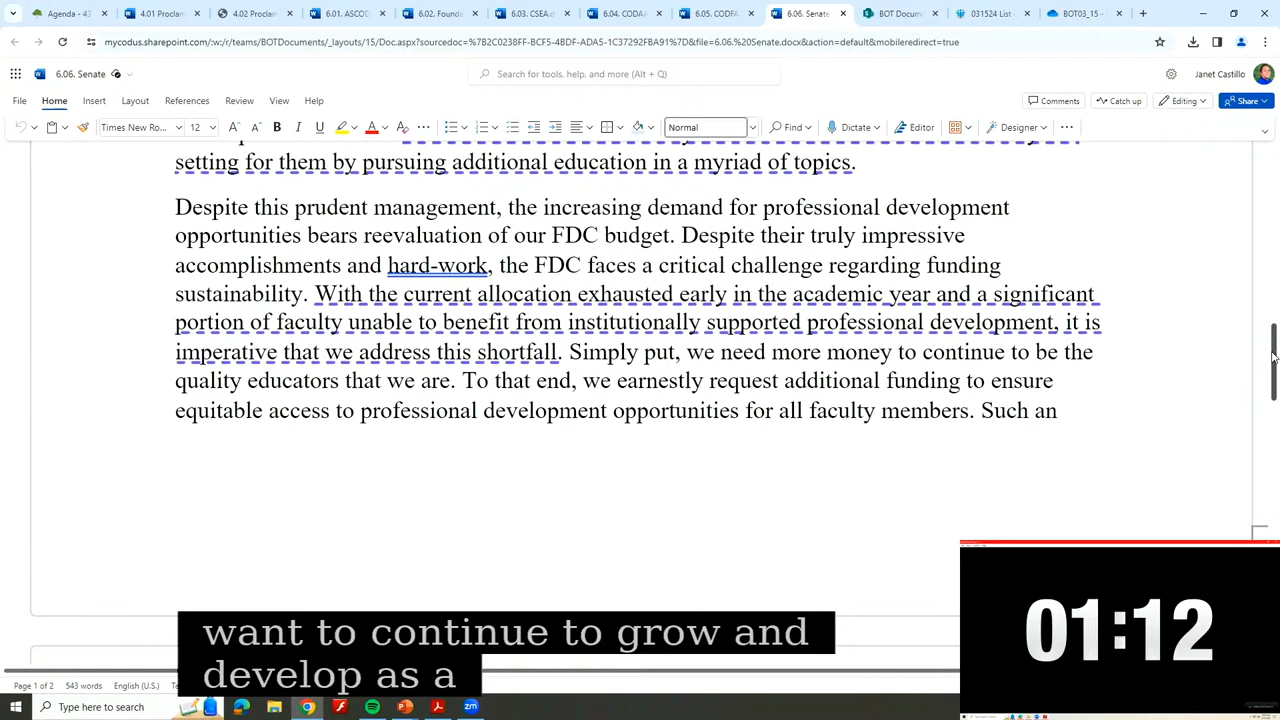 Agenda - 43
4.01 Proclam
4.02 Proclam
6.01. ASCOD
6.02. Found
6.03. CSEA.d
6.04. CODAA
6.05. CODFA
6.06. Senate
BOT Docume
031524 List
BOT03_15 -
mycodus.sharepoint.com/:w:/r/teams/BOTDocuments/_layouts/15/Doc.aspx?sourcedoc=%7B2C0238FF-BCF5-4BDF-ADA5-1C37292FBA91%7D&file=6.06.%20Senate.docx&action=default&mobileredirect=true
6.06. Senate
Search for tools, help, and more (Alt + Q)
Janet Castillo
File Home Insert Layout References Review View Help
Comments Catch up Editing Share
Times New Ro... 12 B I U A Normal Find Dictate Editor Designer
setting for them by pursuing additional education in a myriad of topics.
Despite this prudent management, the increasing demand for professional development
opportunities bears reevaluation of our FDC budget. Despite their truly impressive
accomplishments and hard-work, the FDC faces a critical challenge regarding funding
sustainability. With the current allocation exhausted early in the academic year and a significant
portion of faculty unable to benefit from institutionally supported professional development, it is
imperative that we address this shortfall. Simply put, we need more money to continue to be the
quality educators that we are. To that end, we earnestly request additional funding to ensure
equitable access to professional development opportunities for all faculty members. Such an
want to continue to grow and
develop as a
01:12
Page 1 of 2 543 words English (U.S.)
Type here to search